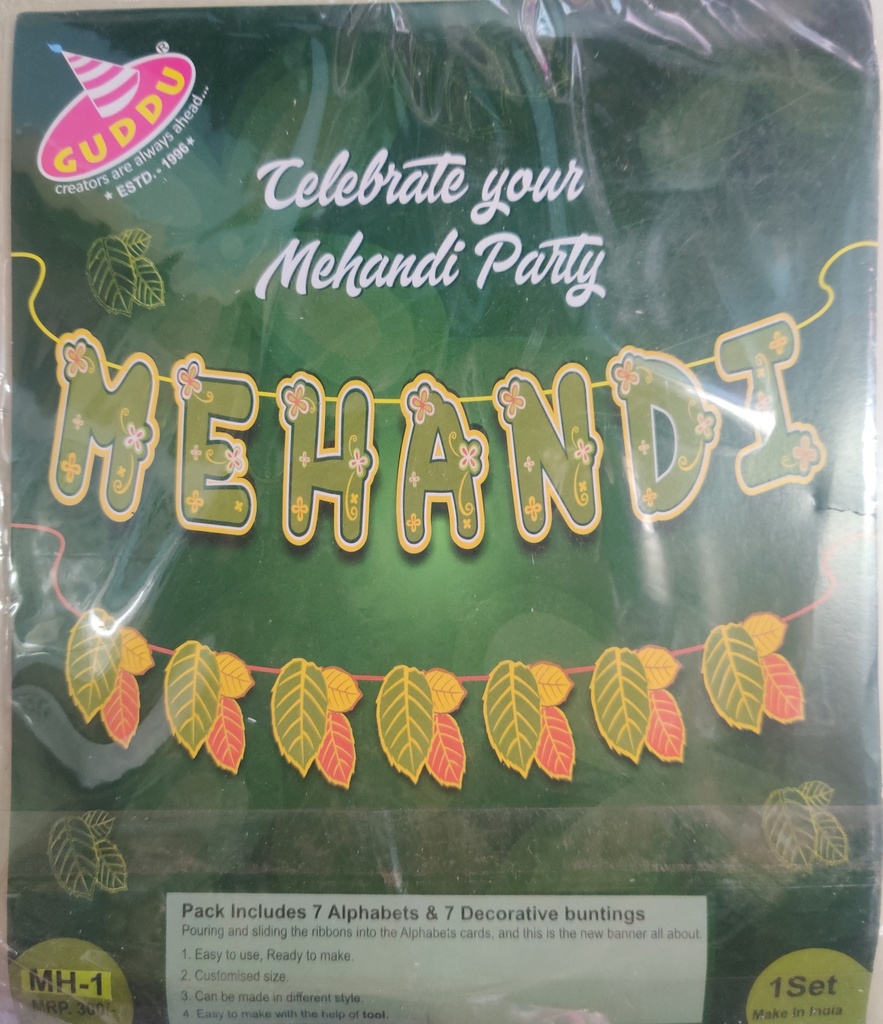 GUDDU ®
creators are always ahead...
★ ESTD. - 1996★
Celebrate your
Mehandi Party
MEHANDI
Pack Includes 7 Alphabets & 7 Decorative buntings
Pouring and sliding the ribbons into the Alphabets cards, and this is the new banner all about.
1. Easy to use, Ready to make.
2. Customised size.
3. Can be made in different style.
4. Easy to make with the help of tool.
MH-1
MRP. 360/-
1Set
Make In India